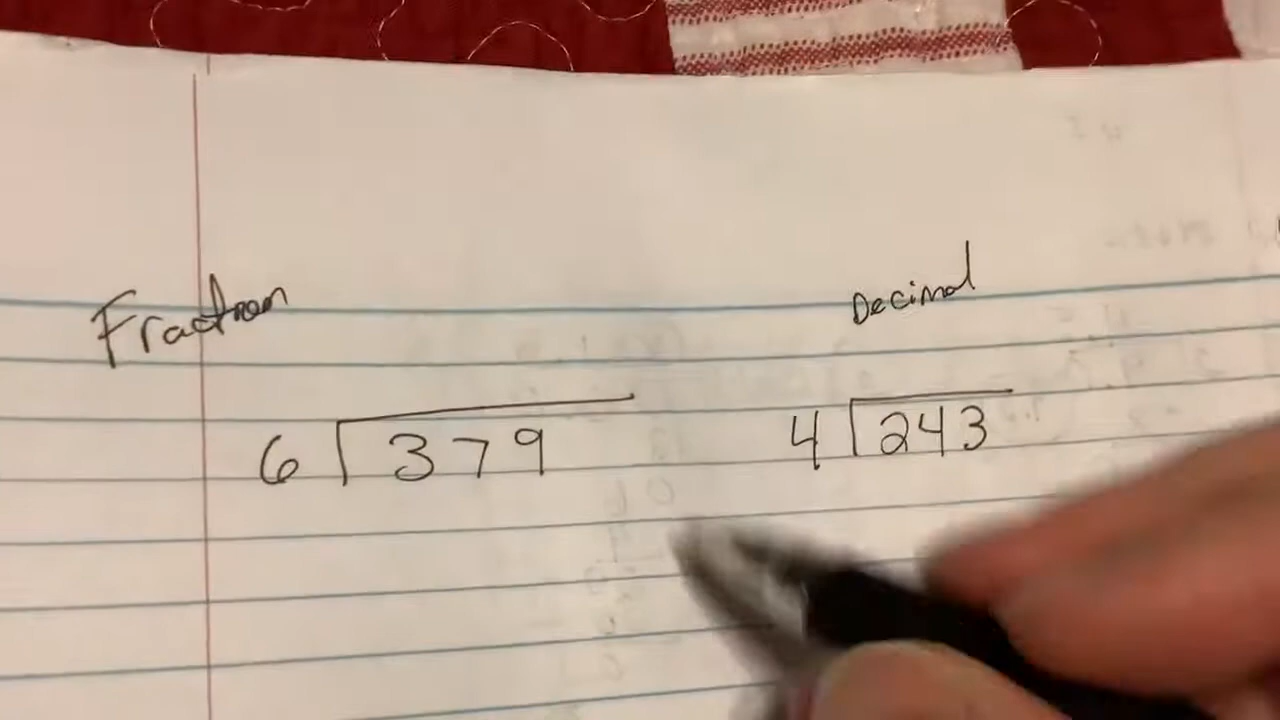 Fraction
Decimal
6 ⟌ 379
4 ⟌ 243